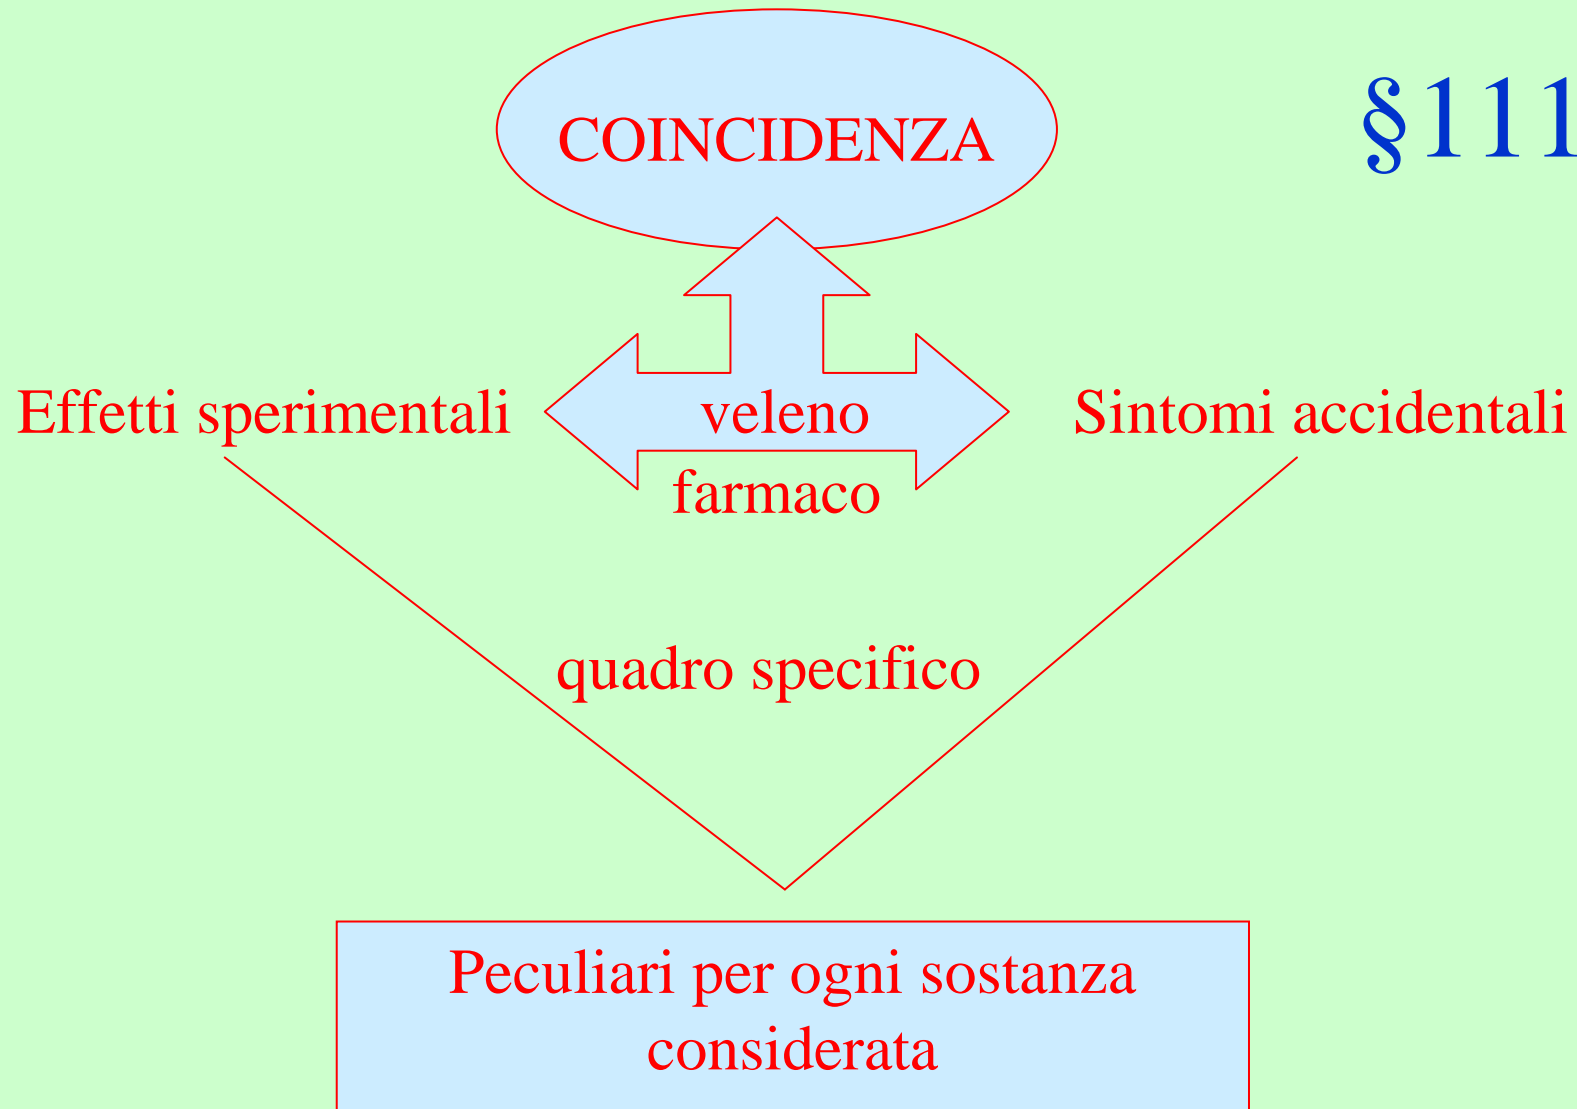 COINCIDENZA
§111
Effetti sperimentali
veleno
Sintomi accidentali
farmaco
quadro specifico
Peculiari per ogni sostanza
considerata